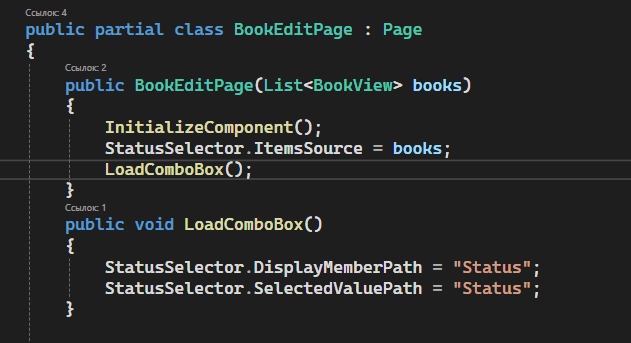 Ссылок: 4
public partial class BookEditPage : Page
{
Ссылок: 2
public BookEditPage(List<BookView> books)
{
InitializeComponent();
StatusSelector.ItemsSource = books;
LoadComboBox();
}
Ссылок: 1
public void LoadComboBox()
{
StatusSelector.DisplayMemberPath = "Status";
StatusSelector.SelectedValuePath = "Status";
}